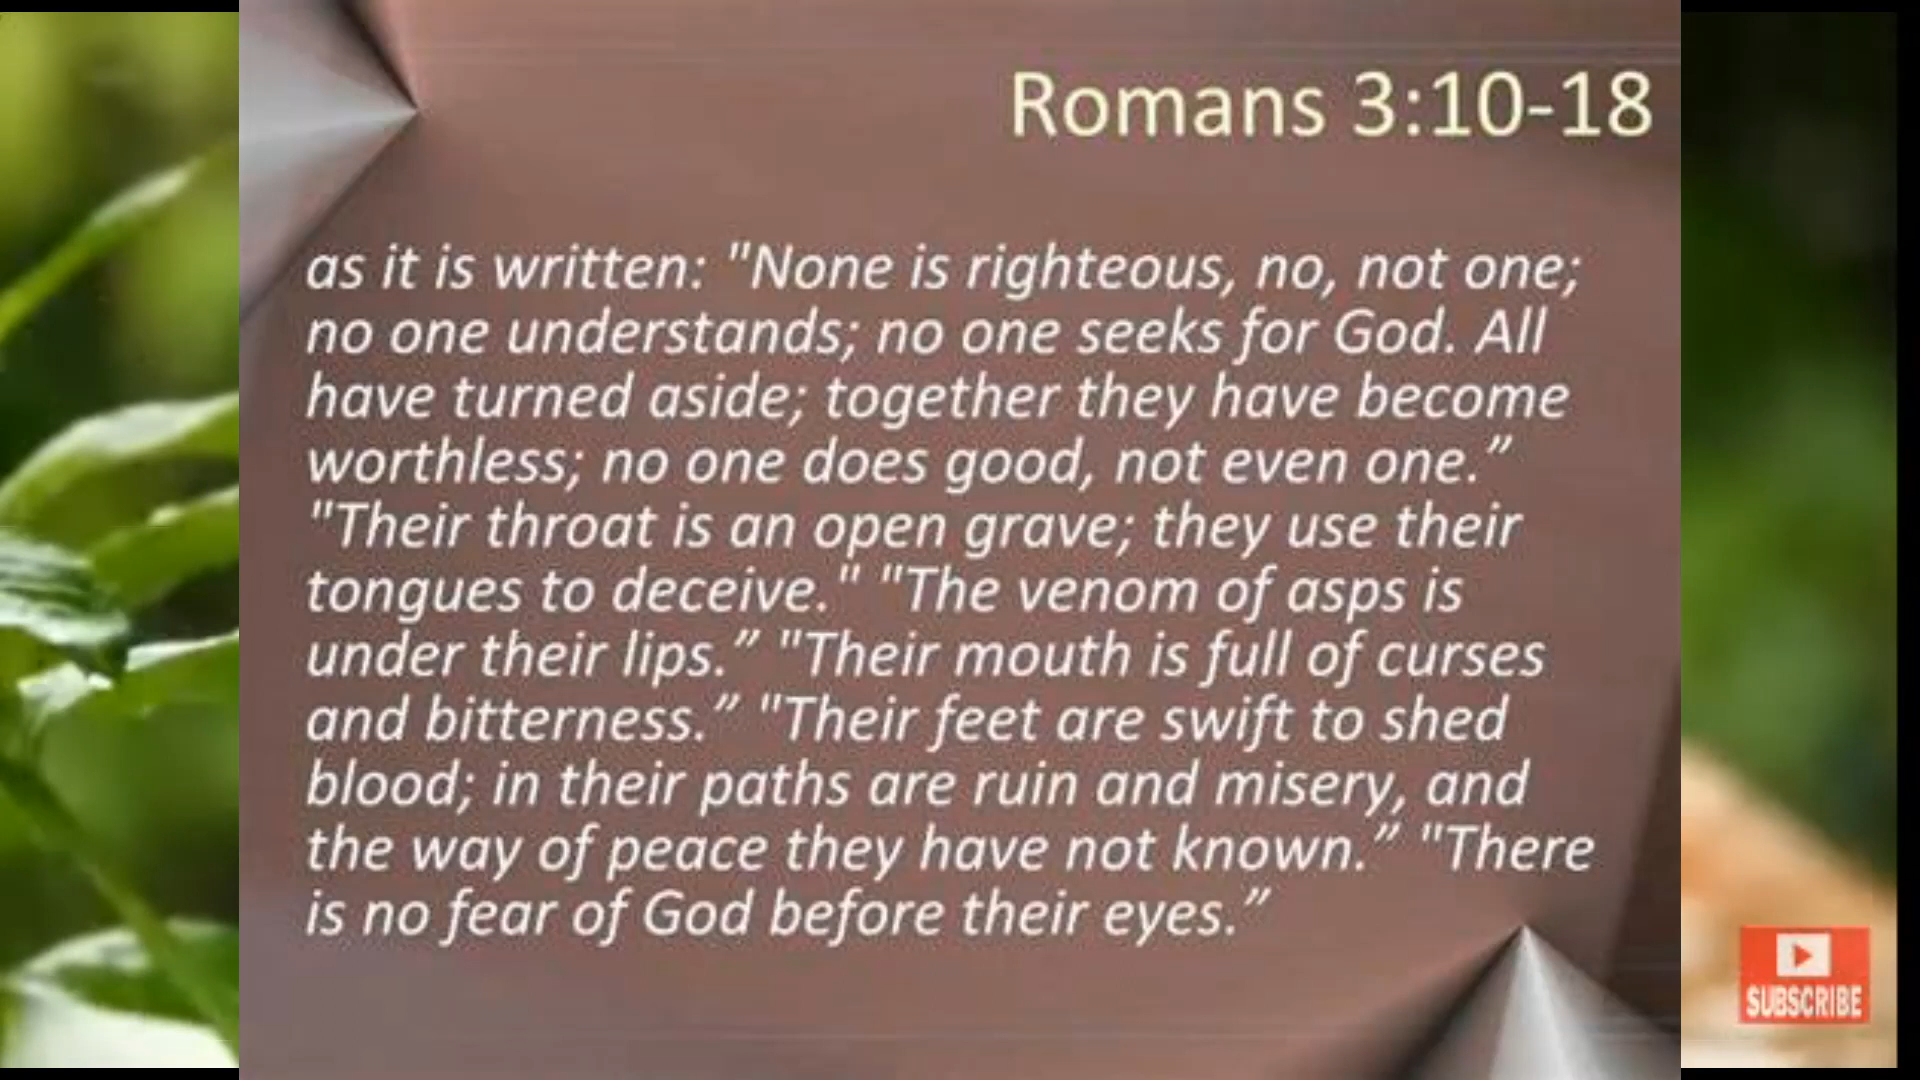 Romans 3:10-18
as it is written: "None is righteous, no, not one;
no one understands; no one seeks for God. All
have turned aside; together they have become
worthless; no one does good, not even one.”
"Their throat is an open grave; they use their
tongues to deceive." "The venom of asps is
under their lips.” "Their mouth is full of curses
and bitterness.” "Their feet are swift to shed
blood; in their paths are ruin and misery, and
the way of peace they have not known.” "There
is no fear of God before their eyes.”
SUBSCRIBE